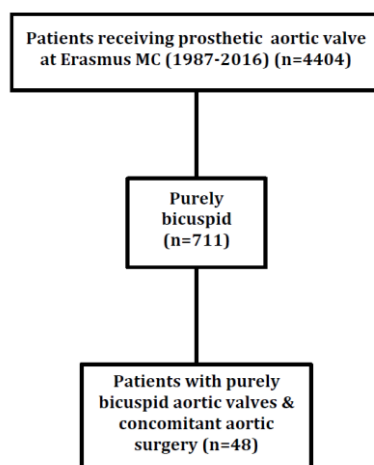 Patients receiving prosthetic aortic valve
at Erasmus MC (1987-2016) (n=4404)
Purely
bicuspid
(n=711)
Patients with purely
bicuspid aortic valves &
concomitant aortic
surgery (n=48)